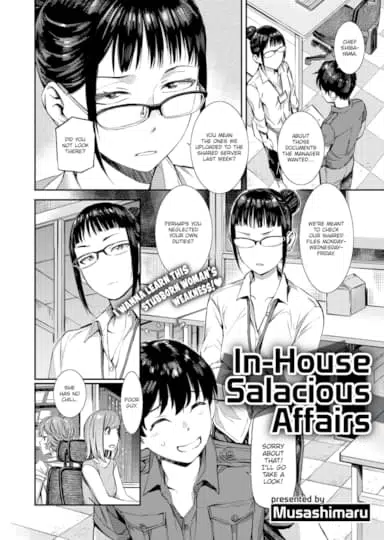 CHIEF
SHIBA-
YAMA.
ABOUT
THOSE
DOCUMENTS
THE
MANAGER
WANTED...
YOU MEAN
THE ONES WE
UPLOADED TO
THE SHARED
SERVER
LAST WEEK?
DID
YOU NOT
LOOK
THERE?
WE'RE MEANT
TO CHECK
OUR SHARED
FILES MONDAY-
WEDNESDAY-
FRIDAY.
PERHAPS YOU
NEGLECTED
YOUR OWN
DUTIES?
I WANNA LEARN THIS
STUBBORN WOMAN'S
WEAKNESS!♥
In-House
Salacious
Affairs
SORRY
ABOUT
THAT!
I'LL GO
TAKE A
LOOK!
POOR
GUY.
SHE
HAS NO
CHILL.
presented by
Musashimaru